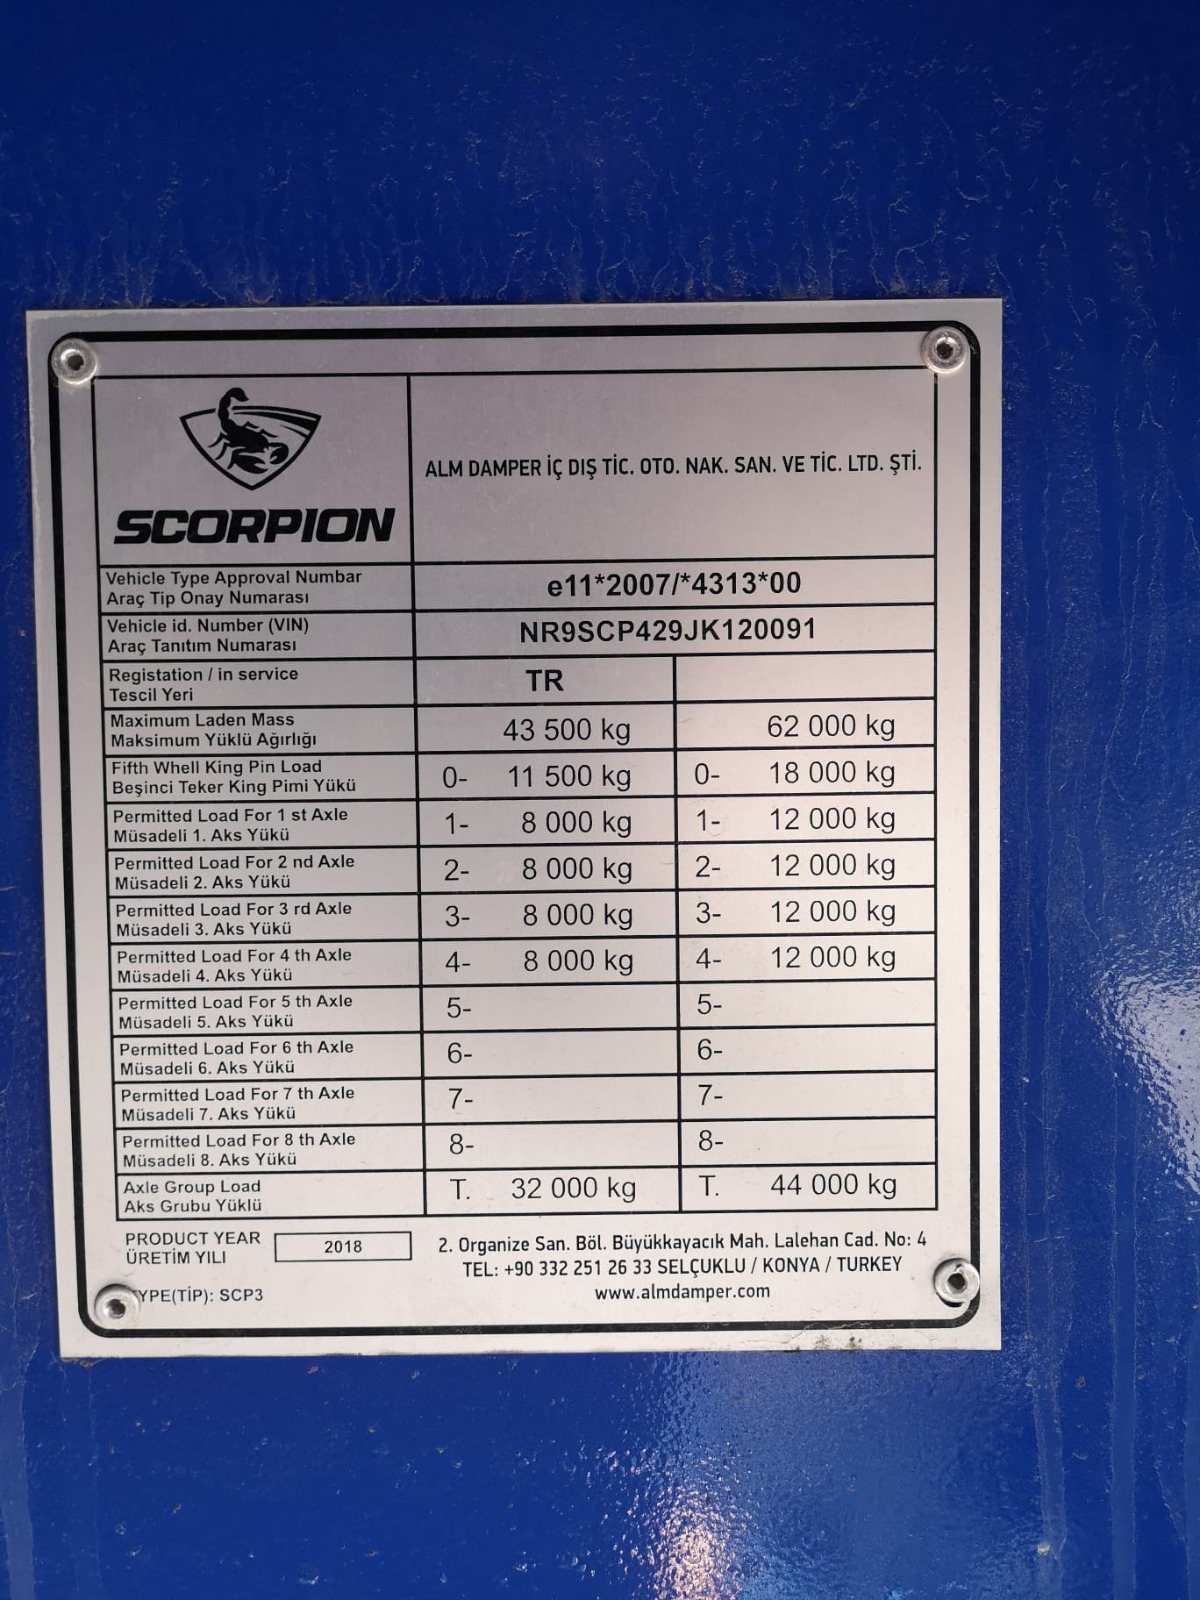 SCORPION
ALM DAMPER İÇ DIŞ TİC. OTO. NAK. SAN. VE TİC. LTD. ŞTİ.
Vehicle Type Approval Numbar
Araç Tip Onay Numarası
e11*2007/*4313*00
Vehicle id. Number (VIN)
Araç Tanıtım Numarası
NR9SCP429JK120091
Registation / in service
Tescil Yeri
TR
Maximum Laden Mass
Maksimum Yüklü Ağırlığı
43 500 kg 62 000 kg
Fifth Whell King Pin Load
Beşinci Teker King Pimi Yükü
0- 11 500 kg 0- 18 000 kg
Permitted Load For 1 st Axle
Müsadeli 1. Aks Yükü
1- 8 000 kg 1- 12 000 kg
Permitted Load For 2 nd Axle
Müsadeli 2. Aks Yükü
2- 8 000 kg 2- 12 000 kg
Permitted Load For 3 rd Axle
Müsadeli 3. Aks Yükü
3- 8 000 kg 3- 12 000 kg
Permitted Load For 4 th Axle
Müsadeli 4. Aks Yükü
4- 8 000 kg 4- 12 000 kg
Permitted Load For 5 th Axle
Müsadeli 5. Aks Yükü
5- 5-
Permitted Load For 6 th Axle
Müsadeli 6. Aks Yükü
6- 6-
Permitted Load For 7 th Axle
Müsadeli 7. Aks Yükü
7- 7-
Permitted Load For 8 th Axle
Müsadeli 8. Aks Yükü
8- 8-
Axle Group Load
Aks Grubu Yüklü
T. 32 000 kg T. 44 000 kg
PRODUCT YEAR
ÜRETİM YILI
2018
YPE(TİP): SCP3
2. Organize San. Böl. Büyükkayacık Mah. Lalehan Cad. No: 4
TEL: +90 332 251 26 33 SELÇUKLU / KONYA / TURKEY
www.almdamper.com